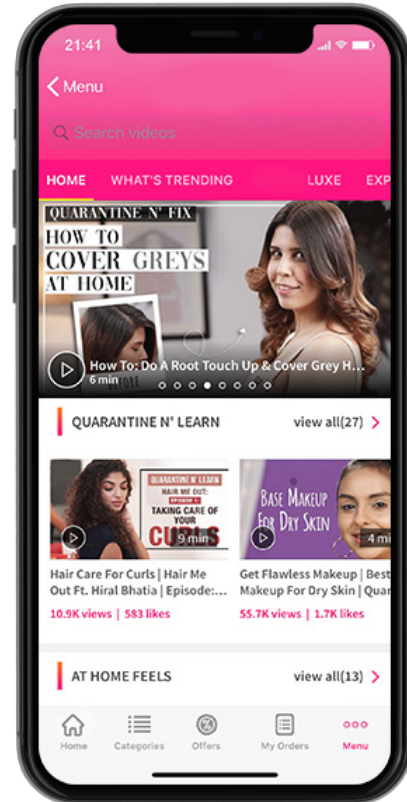 21:41
Menu
Search videos
HOME WHAT'S TRENDING LUXE EXP
QUARANTINE N' FIX
HOW TO
COVER GREYS
AT HOME
How To: Do A Root Touch Up & Cover Grey H...
6 min
QUARANTINE N' LEARN view all(27)
QUARANTINE N' LEARN
HAIR ME OUT:
TAKING CARE OF
YOUR
CURLS
9 min
BASE MAKEUP
FOR DRY SKIN
4 mi
Hair Care For Curls | Hair Me
Out Ft. Hiral Bhatia | Episode:...
10.9K views | 583 likes
Get Flawless Makeup | Best
Makeup For Dry Skin | Quar
55.7K views | 1.7K likes
AT HOME FEELS view all(13)
Home Categories Offers My Orders Menu